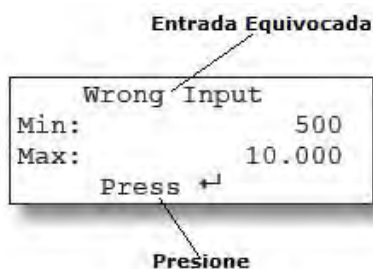 Entrada Equivocada
Wrong Input
Min: 500
Max: 10.000
Press ↵
Presione